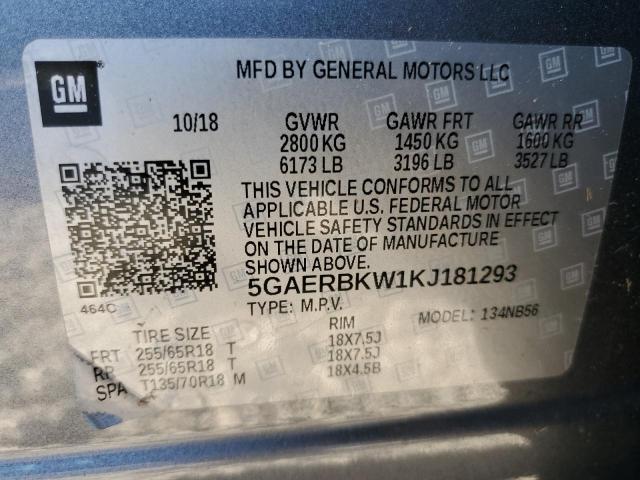 GM
MFD BY GENERAL MOTORS LLC
10/18 GVWR GAWR FRT GAWR RR
2800 KG 1450 KG 1600 KG
6173 LB 3196 LB 3527 LB
THIS VEHICLE CONFORMS TO ALL
APPLICABLE U.S. FEDERAL MOTOR
VEHICLE SAFETY STANDARDS IN EFFECT
ON THE DATE OF MANUFACTURE
SHOWN ABOVE.
5GAERBKW1KJ181293
464C
TYPE: M.P.V. MODEL: 134NB56
TIRE SIZE RIM
FRT 255/65R18 T 18X7.5J
RR 255/65R18 T 18X7.5J
SPA T135/70R18 M 18X4.5B